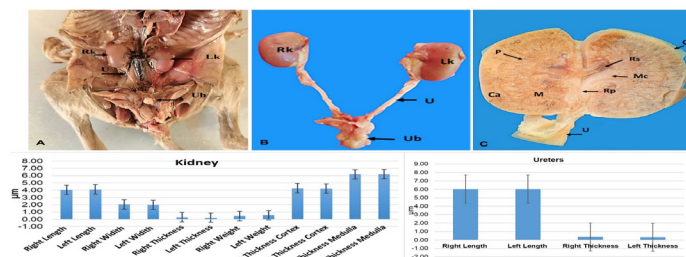 Rk
Lk
U
Ub
A
Rk
Lk
U
Ub
B
P
Rs
Mc
Ca
M
Rp
U
C
Kidney
µm
8.00
7.00
6.00
5.00
4.00
3.00
2.00
1.00
0.00
-1.00
Right Length
Left Length
Right Width
Left Width
Right Thickness
Left Thickness
Right Weight
Left Weight
Thickness Cortex
Thickness Cortex
Thickness Medulla
Thickness Medulla
Ureters
µm
9.00
8.00
7.00
6.00
5.00
4.00
3.00
2.00
1.00
0.00
-1.00
Right Length
Left Length
Right Thickness
Left Thickness